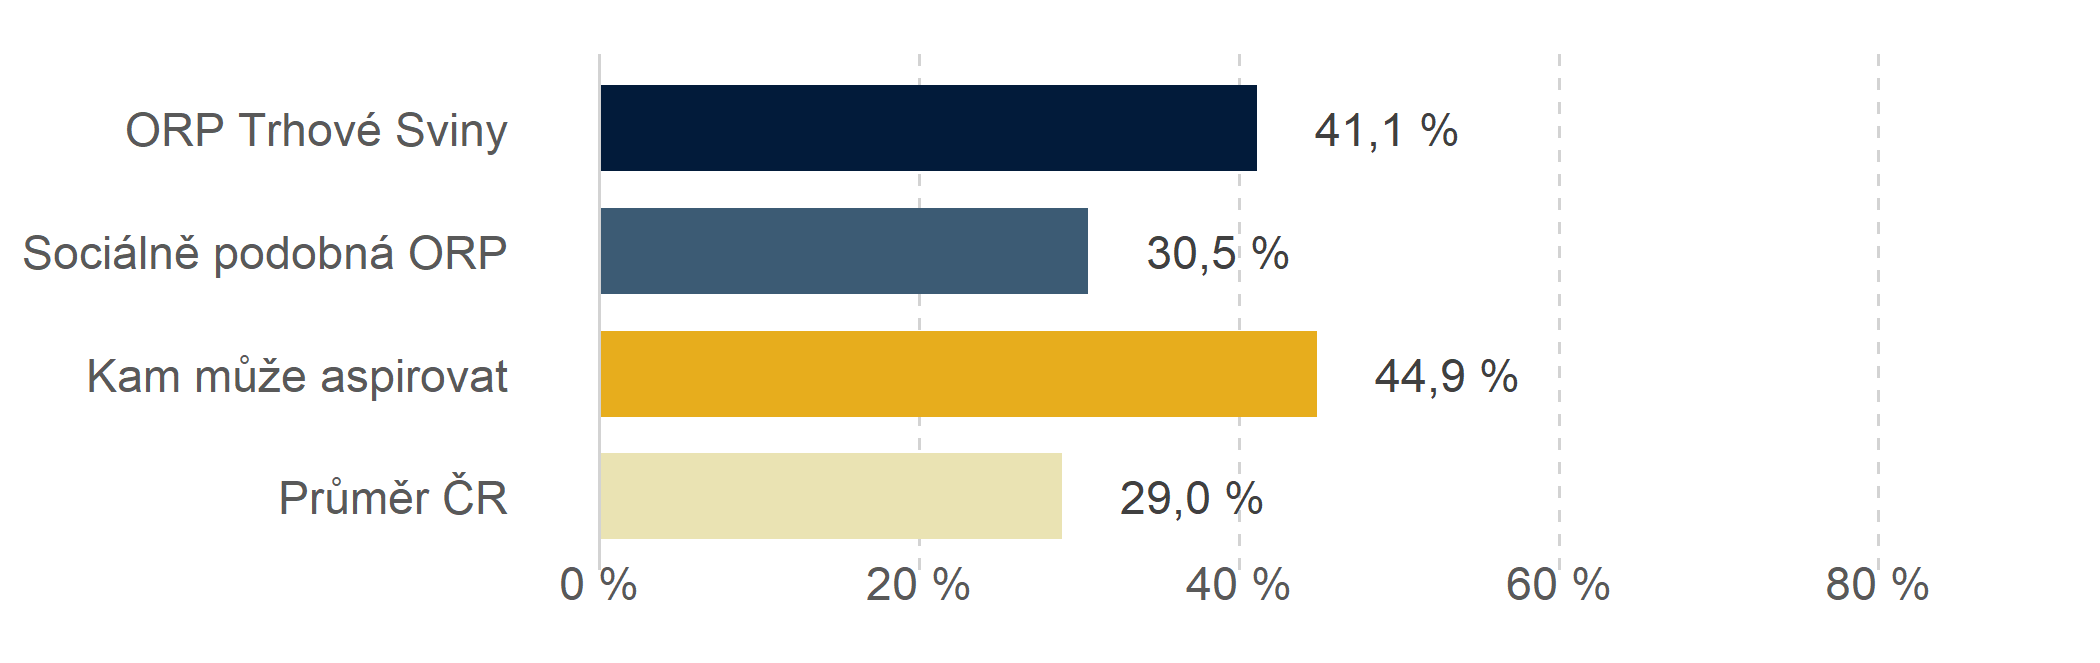 ORP Trhové Sviny 41,1 %
Sociálně podobná ORP 30,5 %
Kam může aspirovat 44,9 %
Průměr ČR 29,0 %
0 % 20 % 40 % 60 % 80 %